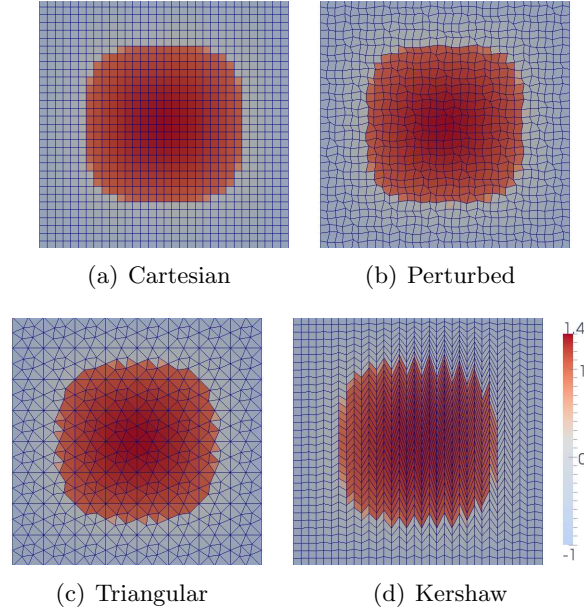 (a) Cartesian
(b) Perturbed
1.4
1
0
-1
(c) Triangular
(d) Kershaw